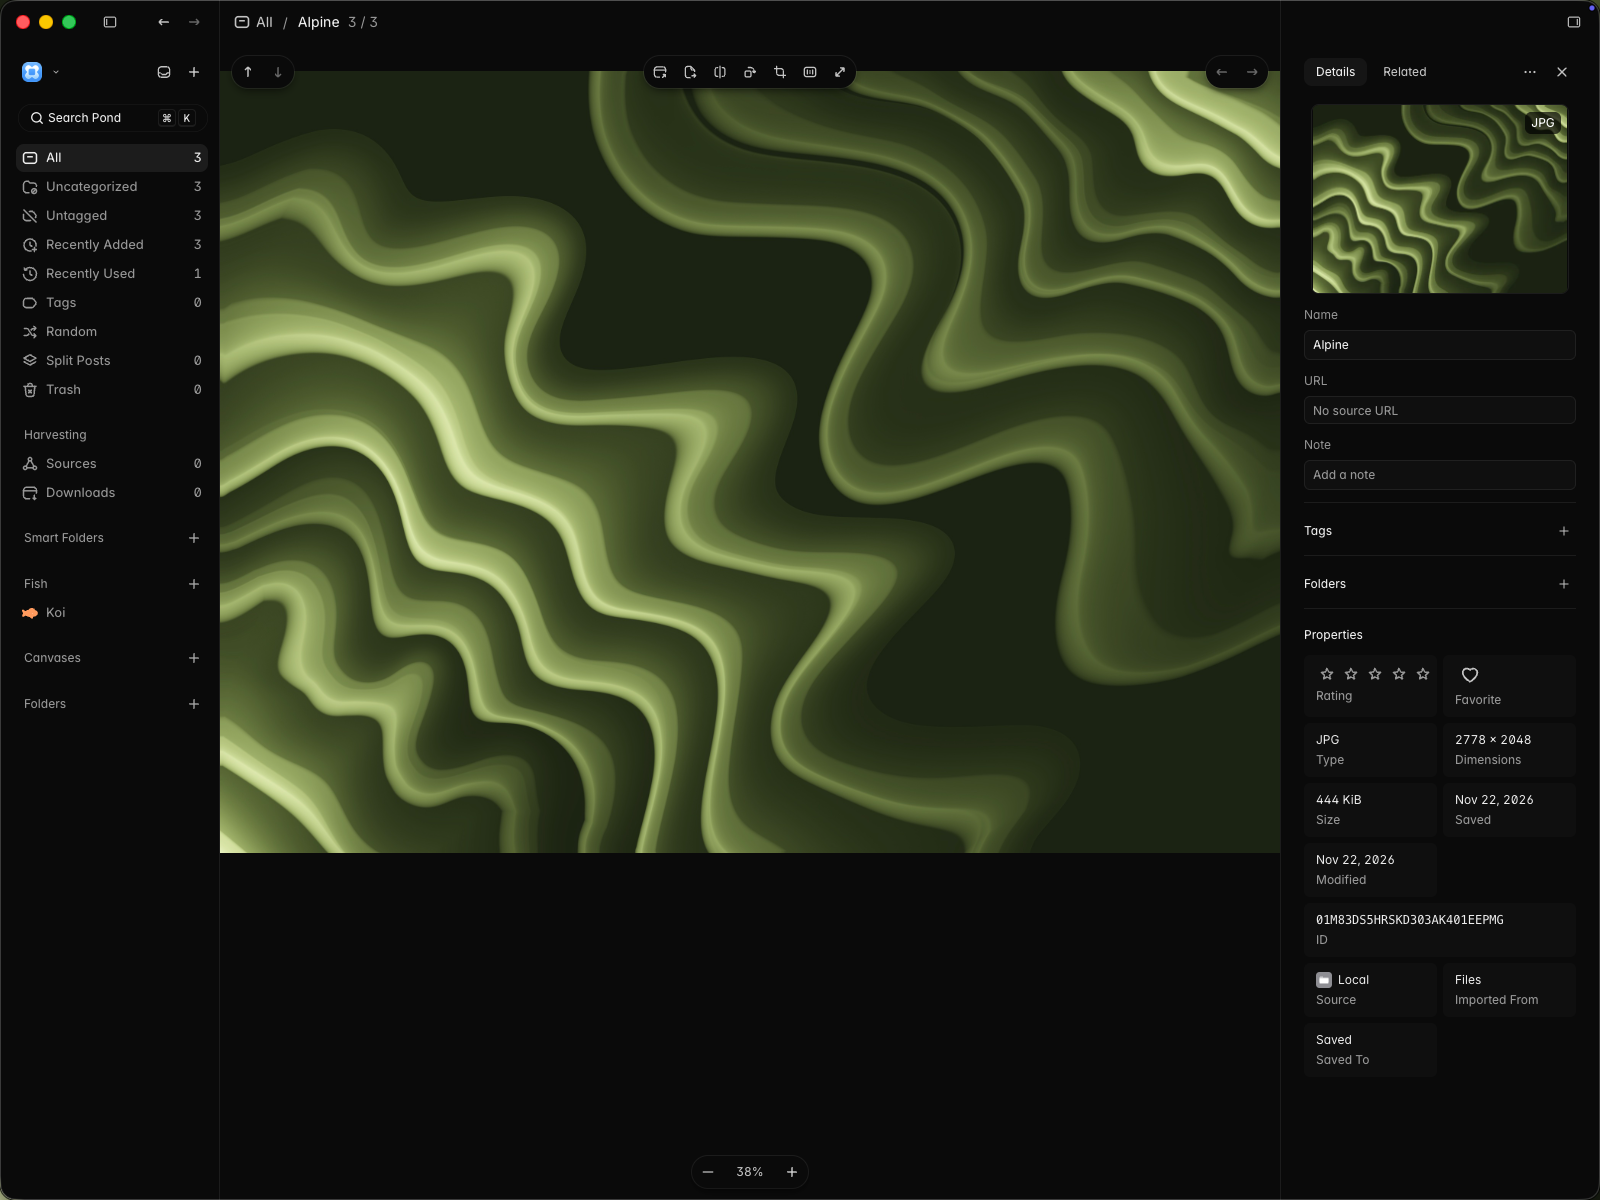 All / Alpine 3 / 3
Search Pond ⌘ K
All 3
Uncategorized 3
Untagged 3
Recently Added 3
Recently Used 1
Tags 0
Random
Split Posts 0
Trash 0
Harvesting
Sources 0
Downloads 0
Smart Folders
Fish
Koi
Canvases
Folders
38%
Details Related
JPG
Name
Alpine
URL
No source URL
Note
Add a note
Tags
Folders
Properties
Rating
Favorite
JPG
Type
2778 × 2048
Dimensions
444 KiB
Size
Nov 22, 2026
Saved
Nov 22, 2026
Modified
01M83DS5HRSKD303AK401EEPMG
ID
Local
Source
Files
Imported From
Saved
Saved To